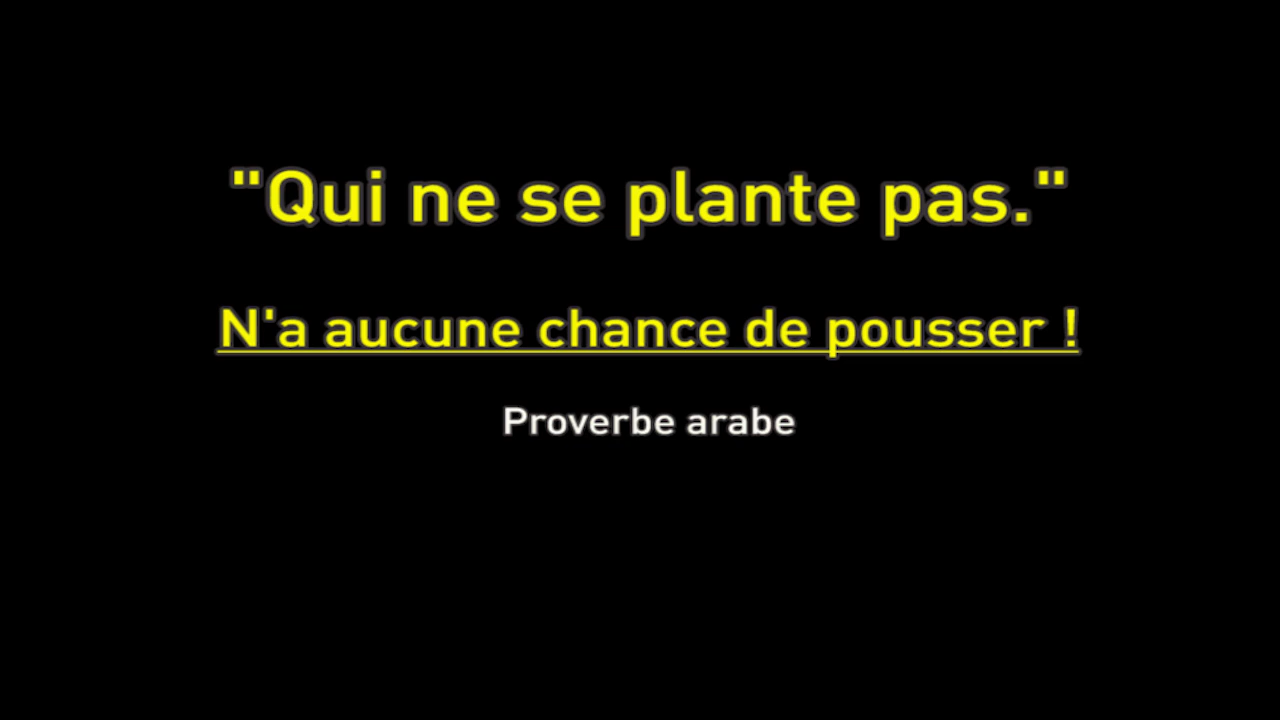 "Qui ne se plante pas."
N'a aucune chance de pousser !
Proverbe arabe